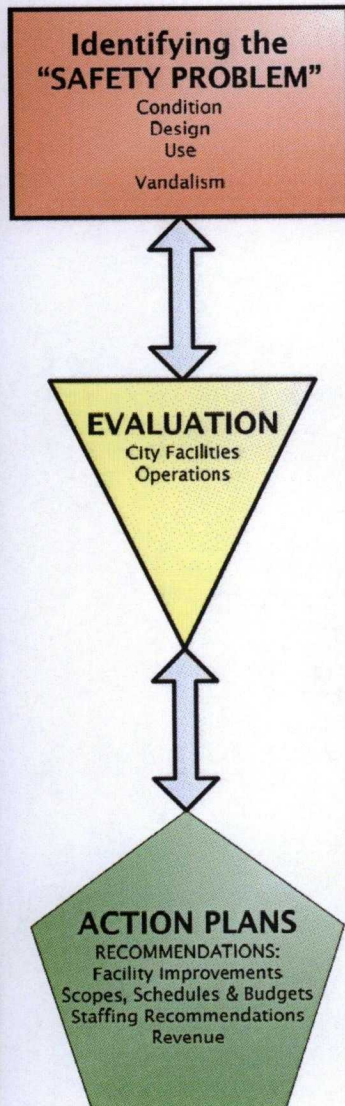 Identifying the
“SAFETY PROBLEM”
Condition
Design
Use
Vandalism
EVALUATION
City Facilities
Operations
ACTION PLANS
RECOMMENDATIONS:
Facility Improvements
Scopes, Schedules & Budgets
Staffing Recommendations
Revenue